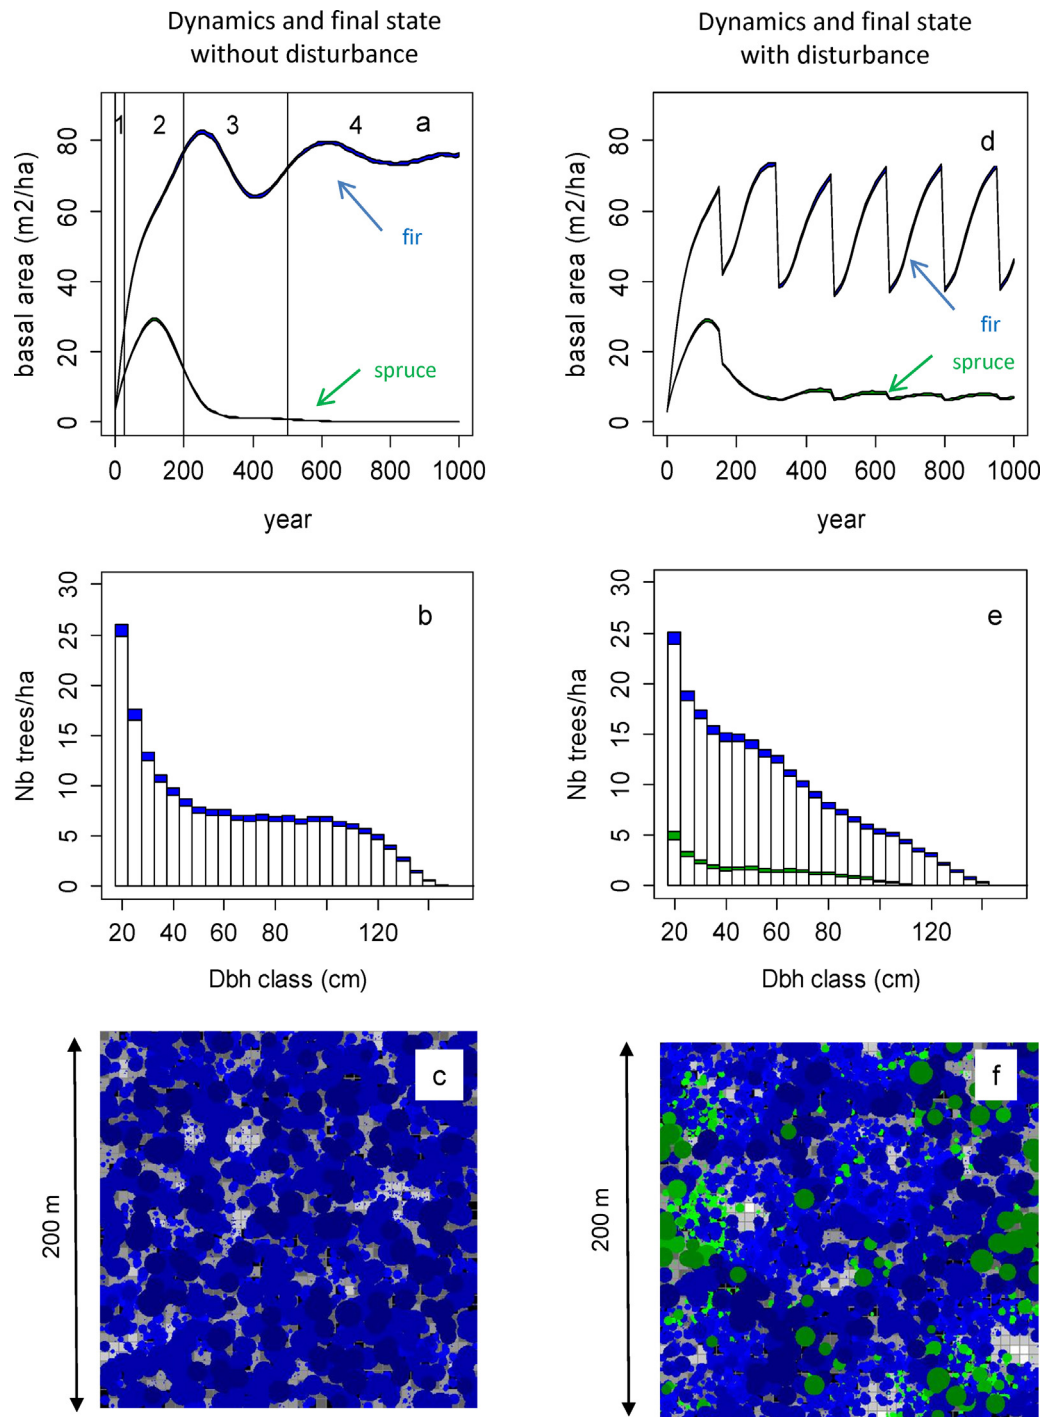 Dynamics and final state
without disturbance
Dynamics and final state
with disturbance
basal area (m2/ha)
80
60
40
20
0
1
2
3
4
a
fir
spruce
0
200
400
600
800
1000
year
basal area (m2/ha)
80
60
40
20
0
d
fir
spruce
0
200
400
600
800
1000
year
Nb trees/ha
30
25
20
15
10
5
0
b
20
40
60
80
120
Dbh class (cm)
Nb trees/ha
30
25
20
15
10
5
0
e
20
40
60
80
120
Dbh class (cm)
200 m
c
200 m
f